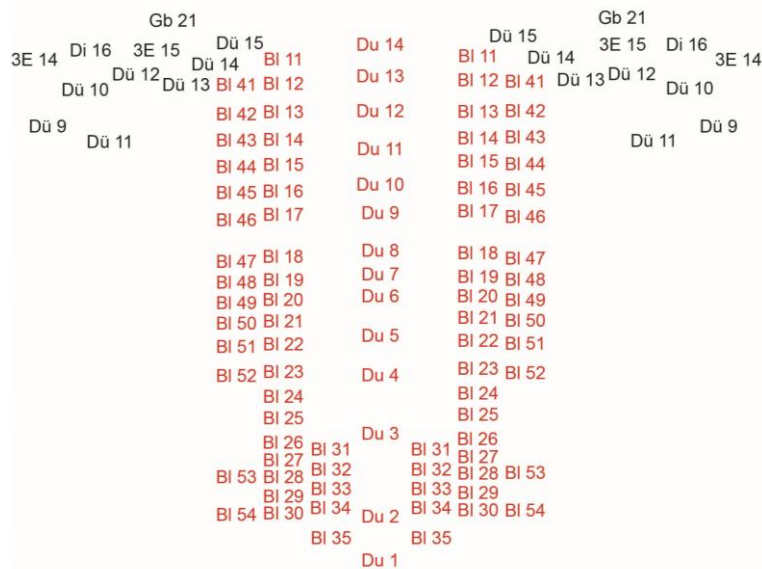 Gb 21 Gb 21
Dü 15 Du 14 Dü 15
Di 16 3E 15 3E 15 Di 16
3E 14 Dü 14 Bl 11 Bl 11 Dü 14 3E 14
Dü 12 Du 13 Dü 12
Dü 10 Dü 13 Bl 41 Bl 12 Bl 12 Bl 41 Dü 13 Dü 10
Bl 42 Bl 13 Du 12 Bl 13 Bl 42
Dü 9 Dü 9
Dü 11 Bl 43 Bl 14 Bl 14 Bl 43 Dü 11
Du 11
Bl 44 Bl 15 Bl 15 Bl 44
Bl 45 Bl 16 Du 10 Bl 16 Bl 45
Bl 46 Bl 17 Du 9 Bl 17 Bl 46
Bl 47 Bl 18 Du 8 Bl 18 Bl 47
Bl 48 Bl 19 Du 7 Bl 19 Bl 48
Bl 49 Bl 20 Du 6 Bl 20 Bl 49
Bl 50 Bl 21 Bl 21 Bl 50
Bl 51 Bl 22 Du 5 Bl 22 Bl 51
Bl 52 Bl 23 Du 4 Bl 23 Bl 52
Bl 24 Bl 24
Bl 25 Bl 25
Du 3
Bl 26 Bl 31 Bl 31 Bl 26
Bl 27 Bl 27
Bl 53 Bl 28 Bl 32 Bl 32 Bl 28 Bl 53
Bl 29 Bl 33 Bl 33 Bl 29
Bl 54 Bl 30 Bl 34 Du 2 Bl 34 Bl 30 Bl 54
Bl 35 Bl 35
Du 1